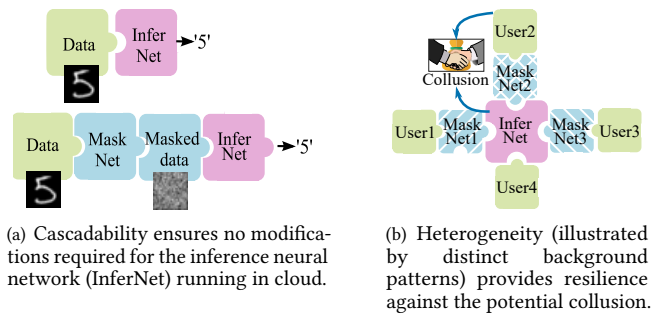 Data
Infer
Net
'5'
5
Data
Mask
Net
Masked
data
Infer
Net
'5'
5
(a) Cascadability ensures no modifica-
tions required for the inference neural
network (InferNet) running in cloud.
User2
Collusion
Mask
Net2
User1
Mask
Net1
Infer
Net
Mask
Net3
User3
User4
(b) Heterogeneity (illustrated
by distinct background
patterns) provides resilience
against the potential collusion.